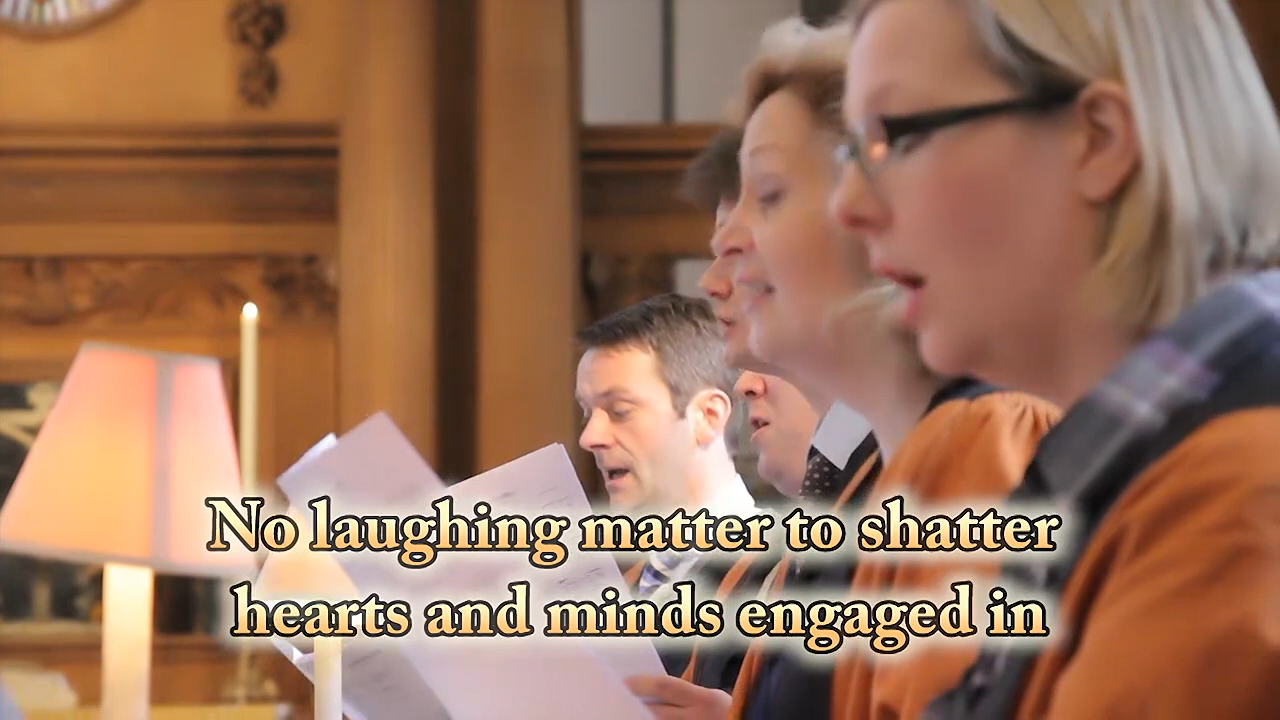 No laughing matter to shatter
hearts and minds engaged in